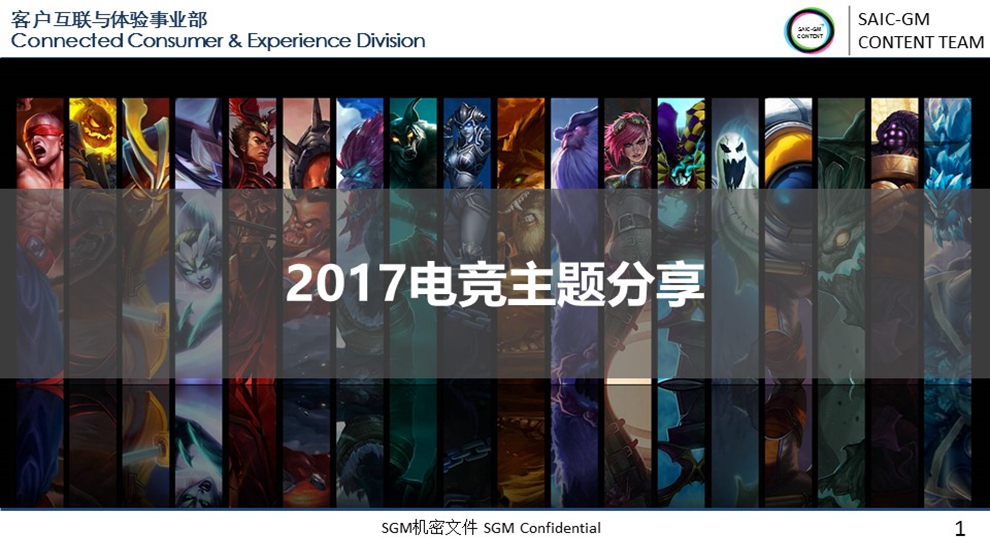 客户互联与体验事业部
Connected Consumer & Experience Division
SAIC-GM
CONTENT
SAIC-GM
CONTENT TEAM
2017电竞主题分享
SGM机密文件 SGM Confidential
1